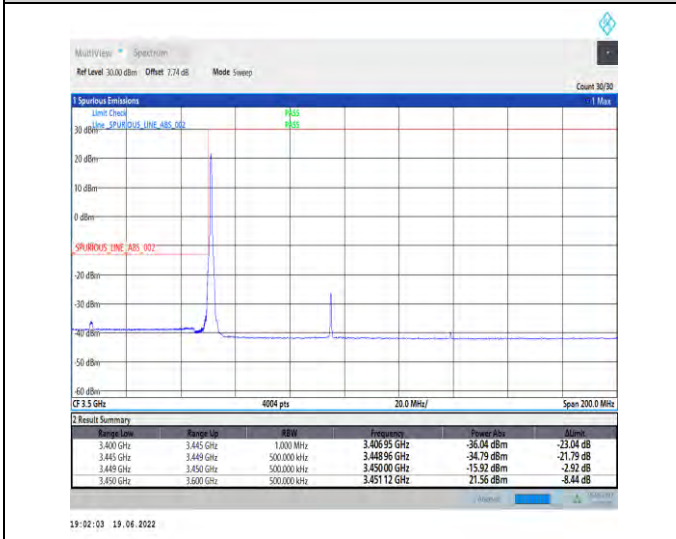 MultiView Spectrum
Ref Level 30.00 dBm Offset 7.74 dB Mode Sweep
Count 30/30
1 Spurious Emissions 1 Max
Limit Check PASS
Line _SPURIOUS_LINE_ABS_002 PASS
30 dBm
20 dBm
10 dBm
0 dBm
_SPURIOUS_LINE_ABS_002
-20 dBm
-30 dBm
-40 dBm
-50 dBm
-60 dBm
CF 3.5 GHz 4004 pts 20.0 MHz/ Span 200.0 MHz
2 Result Summary
Range Low Range Up RBW Frequency Power Abs ΔLimit
3.400 GHz 3.445 GHz 1.000 MHz 3.406 95 GHz -36.04 dBm -23.04 dB
3.445 GHz 3.449 GHz 500.000 kHz 3.448 96 GHz -34.79 dBm -21.79 dB
3.449 GHz 3.450 GHz 500.000 kHz 3.450 00 GHz -15.92 dBm -2.92 dB
3.450 GHz 3.600 GHz 500.000 kHz 3.451 12 GHz 21.56 dBm -8.44 dB
19:02:03 19.06.2022